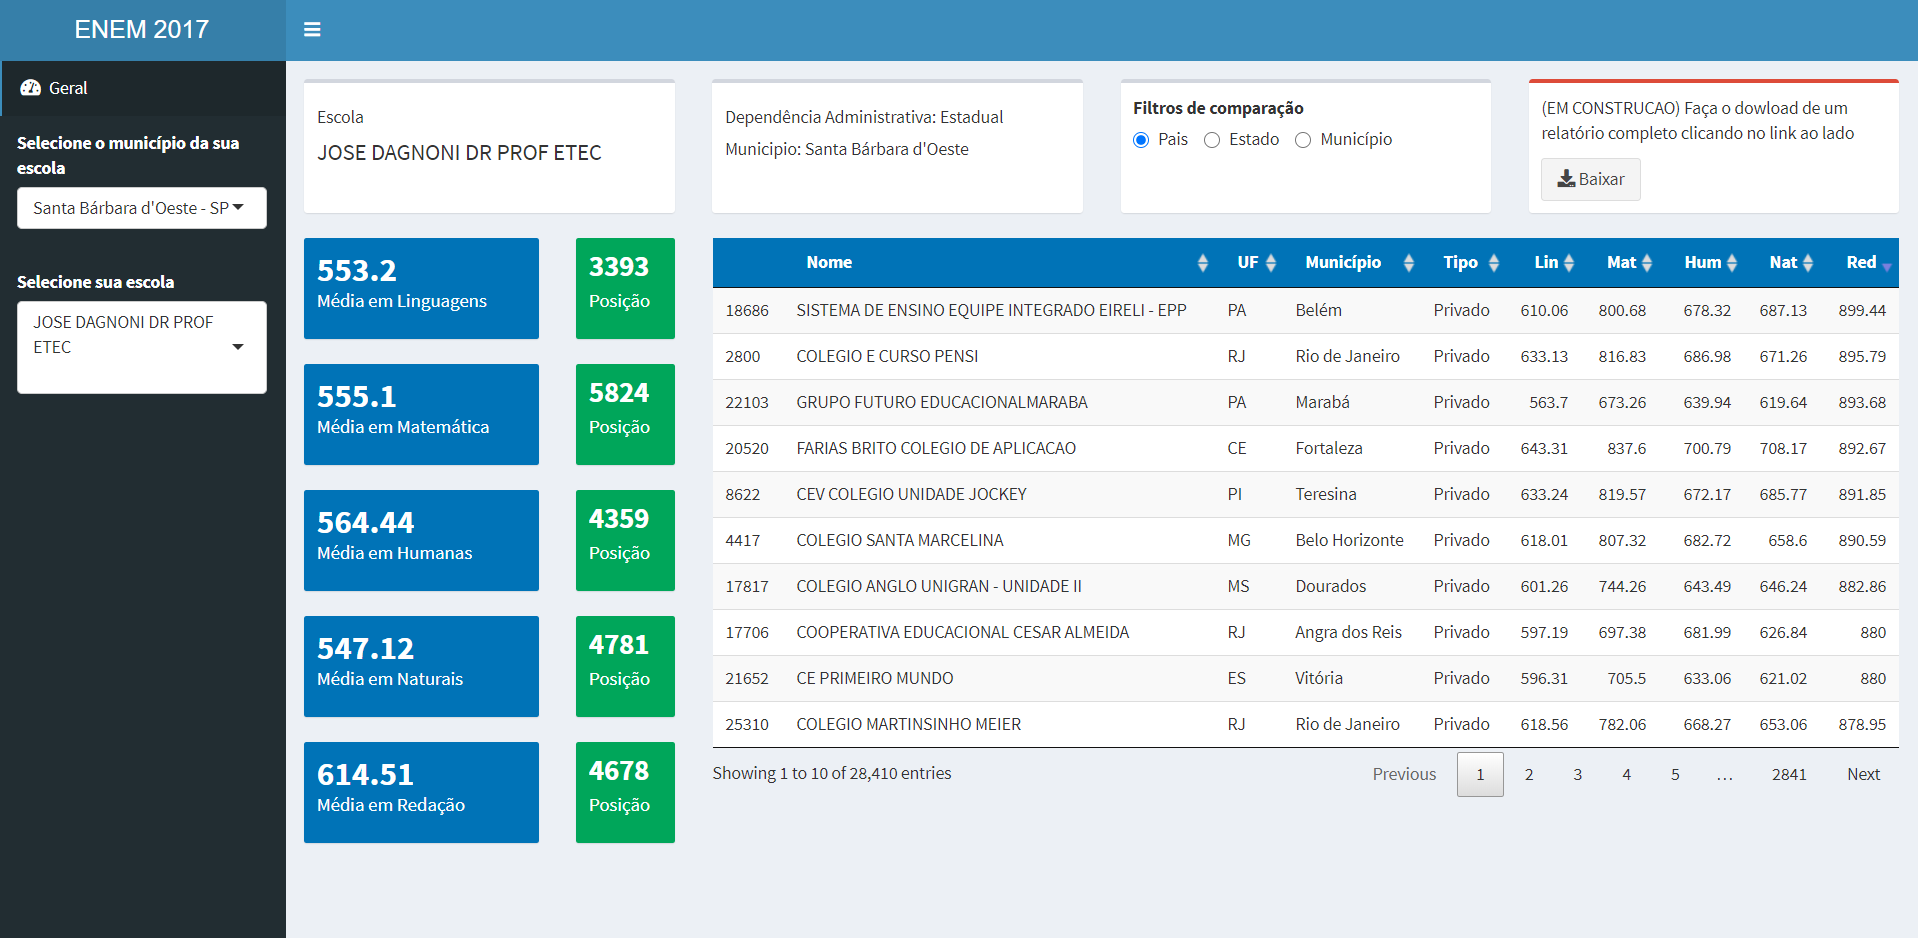 ENEM 2017
Geral
Selecione o município da sua
escola
Santa Bárbara d'Oeste - SP
Selecione sua escola
JOSE DAGNONI DR PROF
ETEC
Escola
JOSE DAGNONI DR PROF ETEC
Dependência Administrativa: Estadual
Municipio: Santa Bárbara d'Oeste
Filtros de comparação
Pais Estado Município
(EM CONSTRUCAO) Faça o dowload de um
relatório completo clicando no link ao lado
Baixar
553.2
Média em Linguagens
3393
Posição
555.1
Média em Matemática
5824
Posição
564.44
Média em Humanas
4359
Posição
547.12
Média em Naturais
4781
Posição
614.51
Média em Redação
4678
Posição
Nome UF Município Tipo Lin Mat Hum Nat Red
18686 SISTEMA DE ENSINO EQUIPE INTEGRADO EIRELI - EPP PA Belém Privado 610.06 800.68 678.32 687.13 899.44
2800 COLEGIO E CURSO PENSI RJ Rio de Janeiro Privado 633.13 816.83 686.98 671.26 895.79
22103 GRUPO FUTURO EDUCACIONALMARABA PA Marabá Privado 563.7 673.26 639.94 619.64 893.68
20520 FARIAS BRITO COLEGIO DE APLICACAO CE Fortaleza Privado 643.31 837.6 700.79 708.17 892.67
8622 CEV COLEGIO UNIDADE JOCKEY PI Teresina Privado 633.24 819.57 672.17 685.77 891.85
4417 COLEGIO SANTA MARCELINA MG Belo Horizonte Privado 618.01 807.32 682.72 658.6 890.59
17817 COLEGIO ANGLO UNIGRAN - UNIDADE II MS Dourados Privado 601.26 744.26 643.49 646.24 882.86
17706 COOPERATIVA EDUCACIONAL CESAR ALMEIDA RJ Angra dos Reis Privado 597.19 697.38 681.99 626.84 880
21652 CE PRIMEIRO MUNDO ES Vitória Privado 596.31 705.5 633.06 621.02 880
25310 COLEGIO MARTINSINHO MEIER RJ Rio de Janeiro Privado 618.56 782.06 668.27 653.06 878.95
Showing 1 to 10 of 28,410 entries
Previous 1 2 3 4 5 … 2841 Next